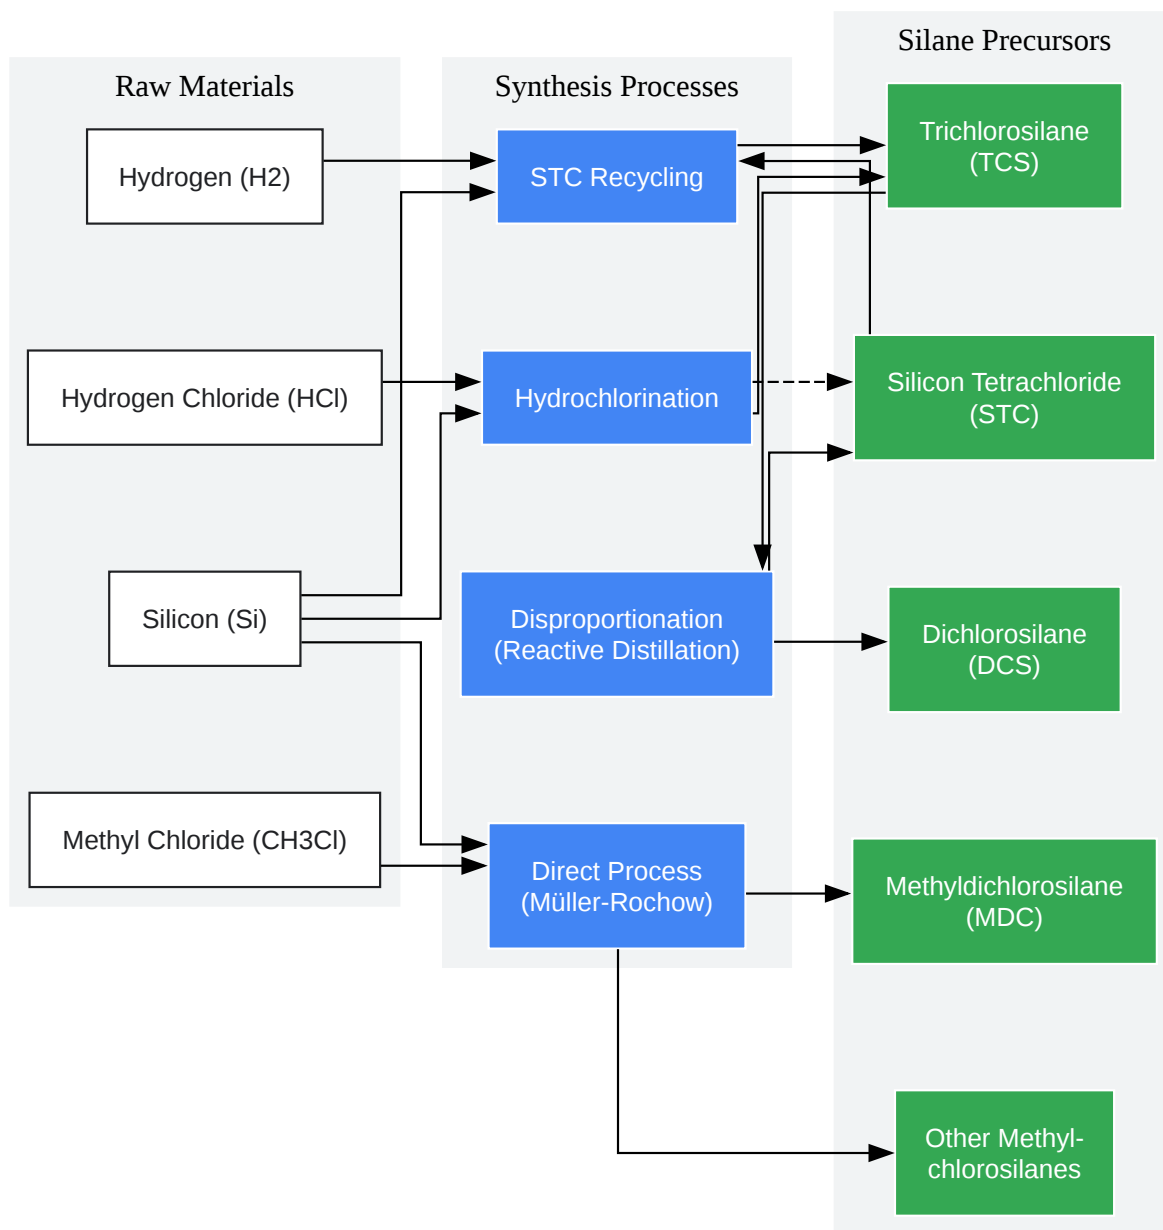 Raw Materials
Hydrogen (H2)
Hydrogen Chloride (HCl)
Silicon (Si)
Methyl Chloride (CH3Cl)
Synthesis Processes
STC Recycling
Hydrochlorination
Disproportionation
(Reactive Distillation)
Direct Process
(Müller-Rochow)
Silane Precursors
Trichlorosilane
(TCS)
Silicon Tetrachloride
(STC)
Dichlorosilane
(DCS)
Methyldichlorosilane
(MDC)
Other Methyl-
chlorosilanes